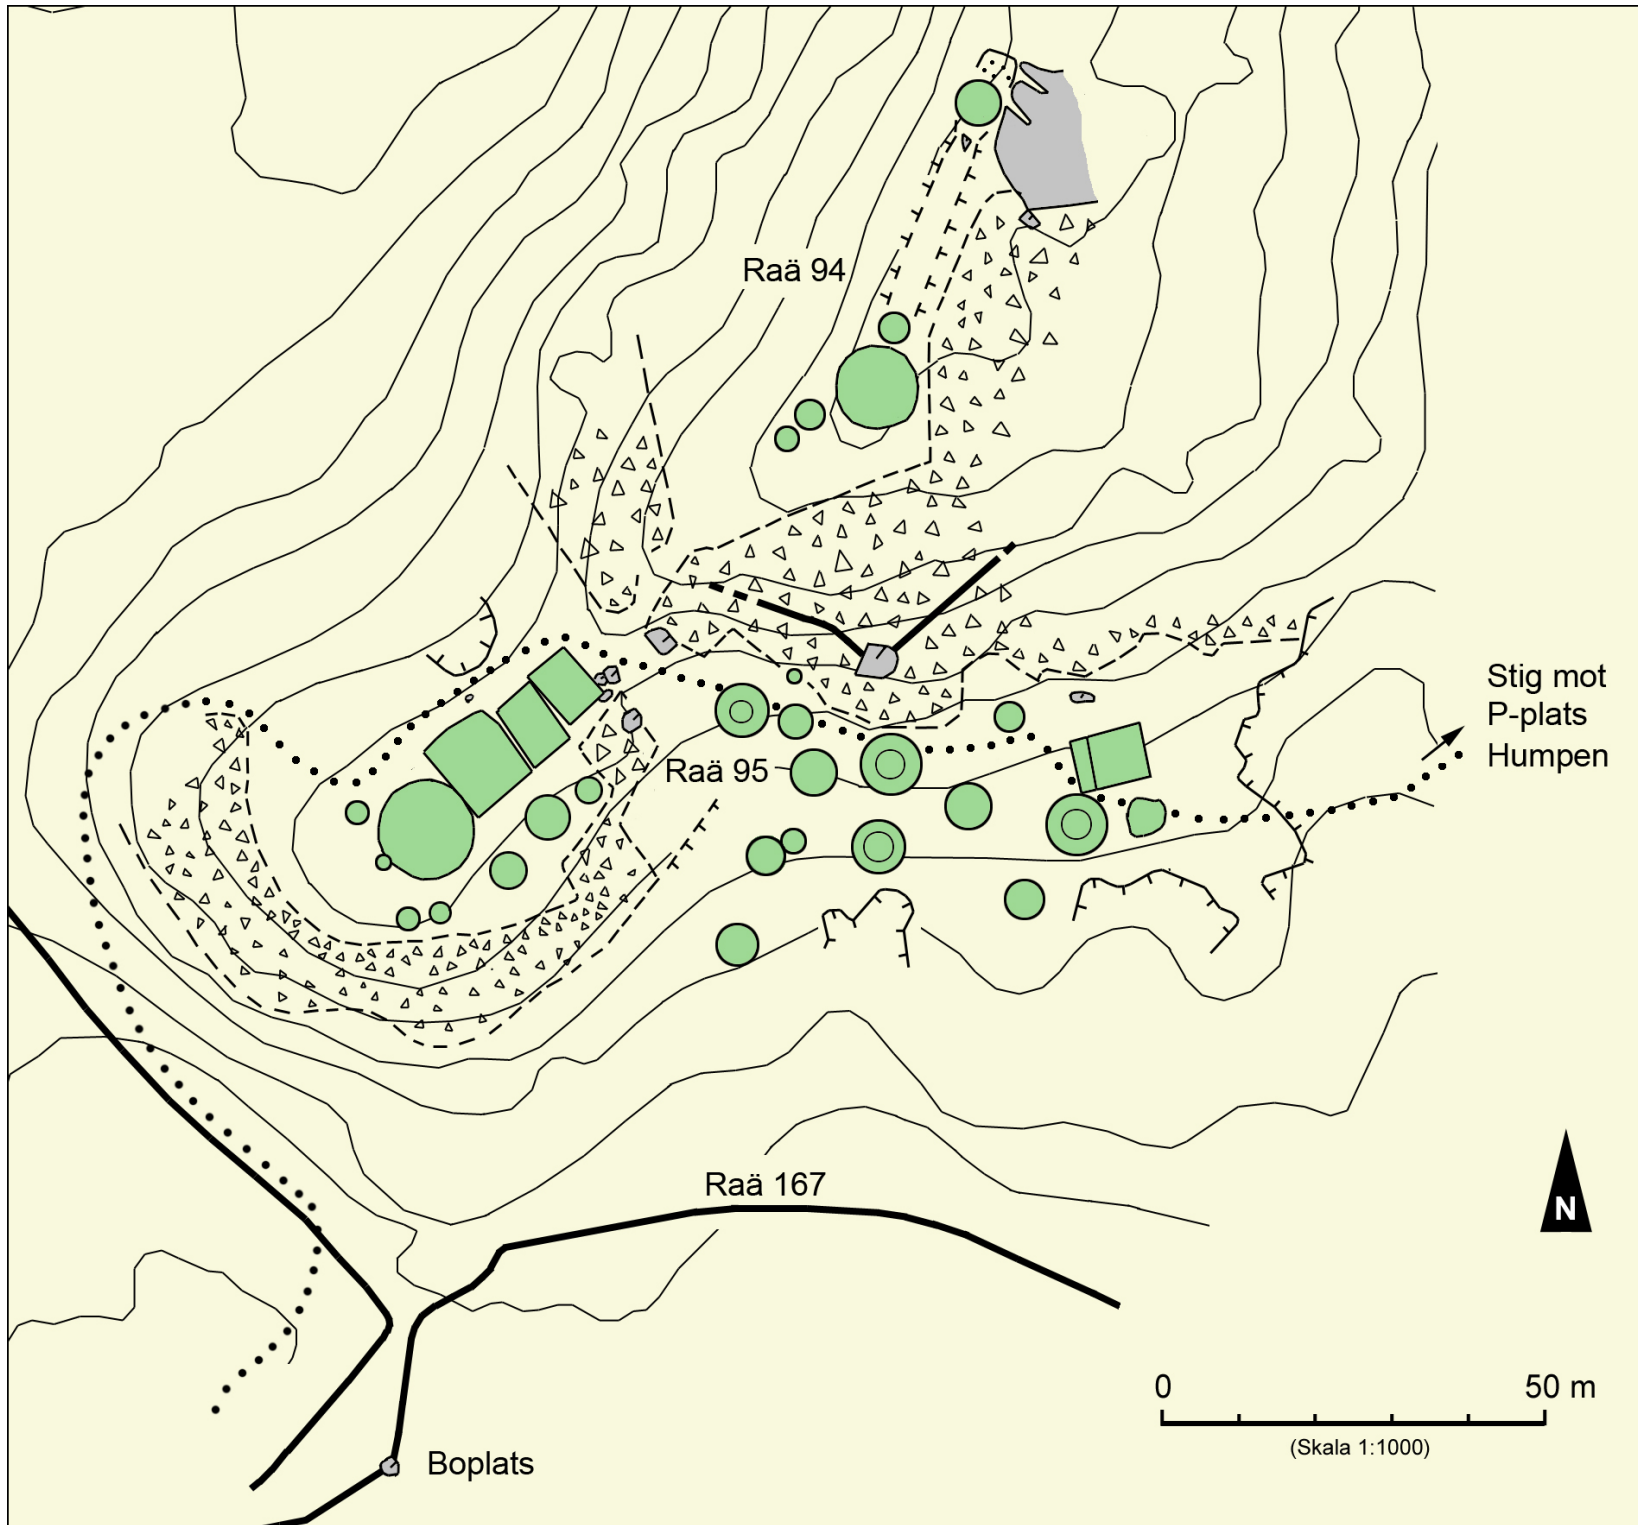 Raä 94
Stig mot
P-plats
Humpen
Raä 95
Raä 167
N
0 50 m
(Skala 1:1000)
Boplats